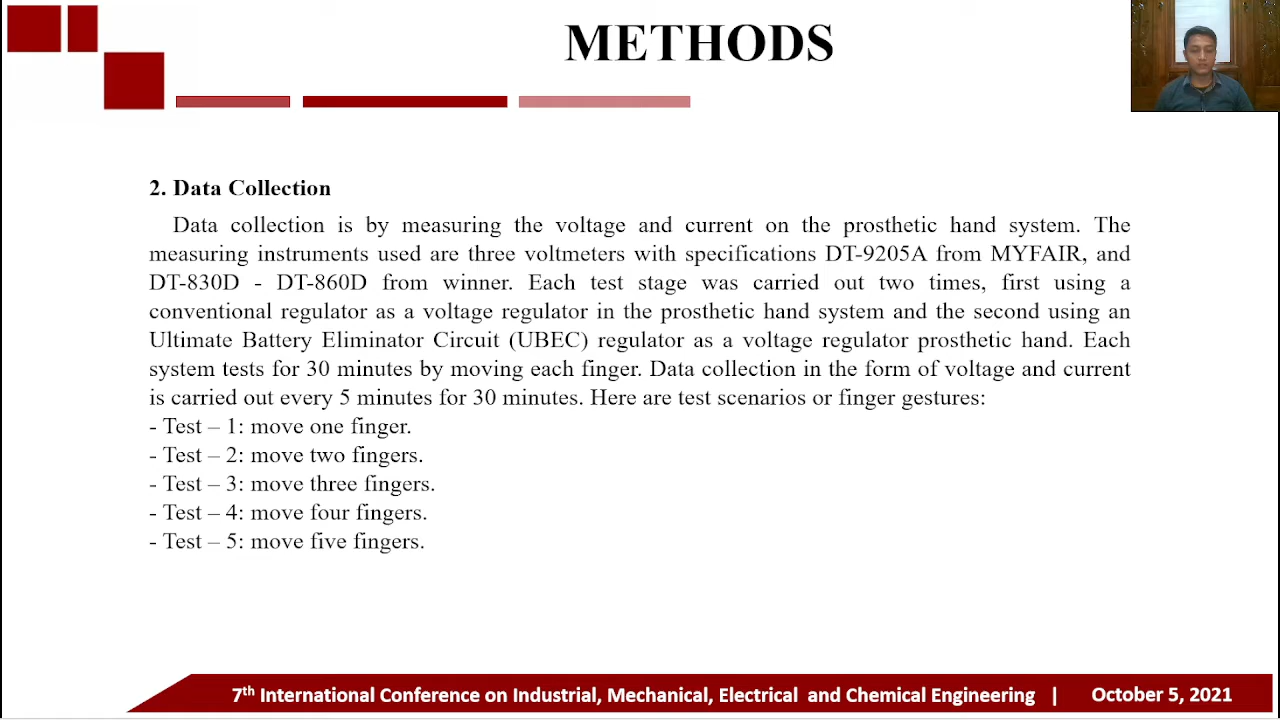 METHODS
2. Data Collection
Data collection is by measuring the voltage and current on the prosthetic hand system. The
measuring instruments used are three voltmeters with specifications DT-9205A from MYFAIR, and
DT-830D - DT-860D from winner. Each test stage was carried out two times, first using a
conventional regulator as a voltage regulator in the prosthetic hand system and the second using an
Ultimate Battery Eliminator Circuit (UBEC) regulator as a voltage regulator prosthetic hand. Each
system tests for 30 minutes by moving each finger. Data collection in the form of voltage and current
is carried out every 5 minutes for 30 minutes. Here are test scenarios or finger gestures:
- Test – 1: move one finger.
- Test – 2: move two fingers.
- Test – 3: move three fingers.
- Test – 4: move four fingers.
- Test – 5: move five fingers.
7th International Conference on Industrial, Mechanical, Electrical and Chemical Engineering | October 5, 2021